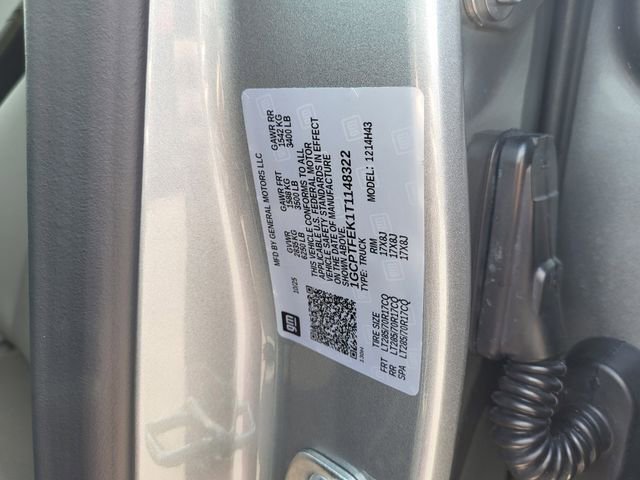 MFD BY GENERAL MOTORS LLC
10/25
GVWR
2835 KG
6250 LB
GAWR FRT
1588 KG
3500 LB
GAWR RR
1542 KG
3400 LB
THIS VEHICLE CONFORMS TO ALL
APPLICABLE U.S. FEDERAL MOTOR
VEHICLE SAFETY STANDARDS IN EFFECT
ON THE DATE OF MANUFACTURE
SHOWN ABOVE.
1GCPTFEK1T1148322
TYPE: TRUCK
MODEL: 1214H43
gm
TIRE SIZE RIM
FRT LT285/70R17CQ 17X8J
RR LT285/70R17CQ 17X8J
SPA LT285/70R17CQ 17X8J